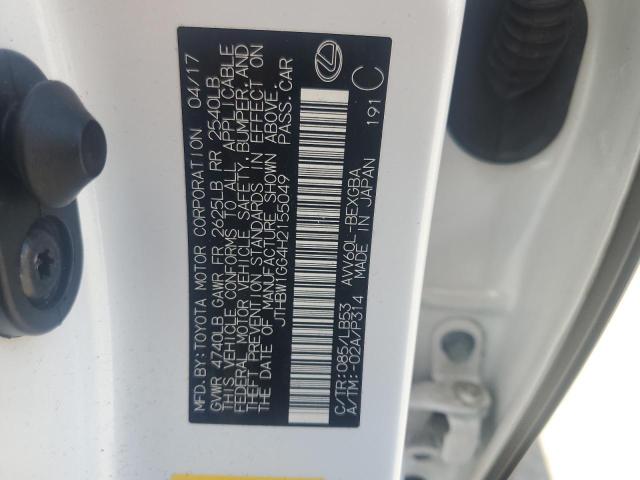 MFD.BY:TOYOTA MOTOR CORPORATION 04/17
GVWR 4740LB GAWR FR 2625LB RR 2540LB
THIS VEHICLE CONFORMS TO ALL APPLICABLE
FEDERAL MOTOR VEHICLE SAFETY, BUMPER, AND
THEFT PREVENTION STANDARDS IN EFFECT ON
THE DATE OF MANUFACTURE SHOWN ABOVE.
JTHBW1GG4H2155049 PASS.CAR
C/TR:085/LB53 AVV60L-BEXGBA
A/TM:-02A/P314 MADE IN JAPAN 191 C